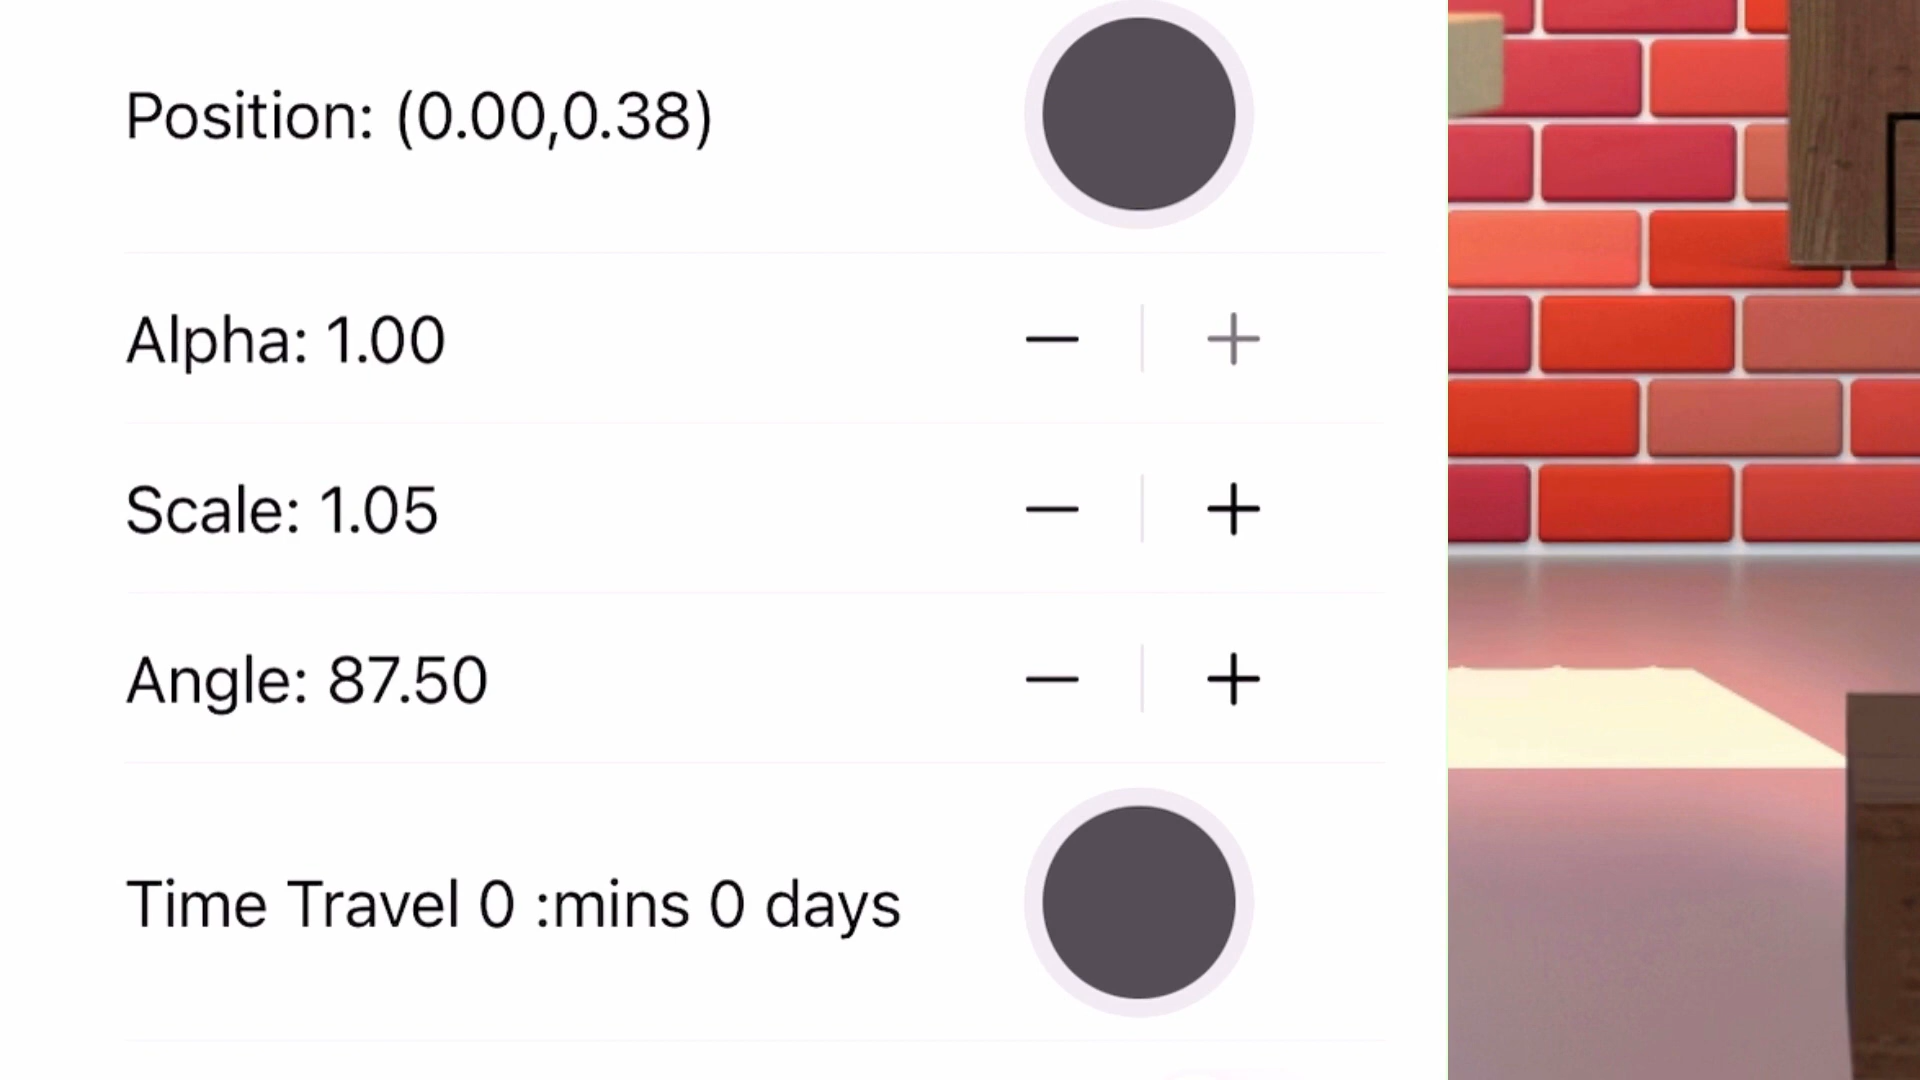 Position: (0.00,0.38)
Alpha: 1.00
Scale: 1.05
Angle: 87.50
Time Travel 0 :mins 0 days